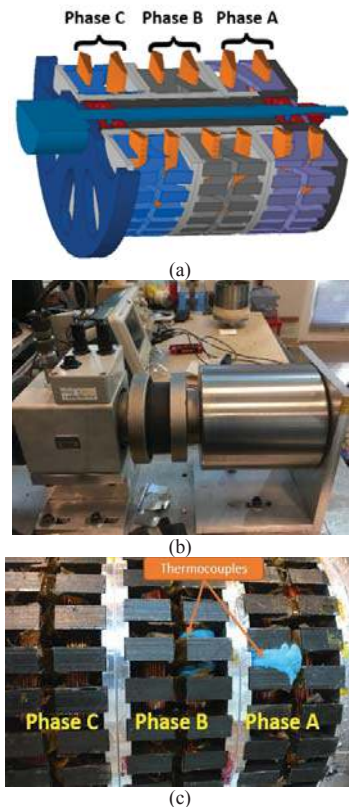 Phase C Phase B Phase A
(a)
(b)
Thermocouples
Phase C Phase B Phase A
(c)